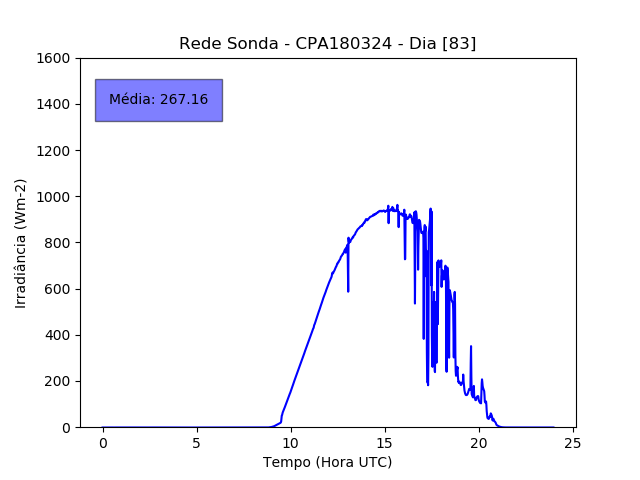 Rede Sonda - CPA180324 - Dia [83]
1600
1400
1200
1000
800
600
400
200
0
Irradiância (Wm-2)
Média: 267.16
0 5 10 15 20 25
Tempo (Hora UTC)